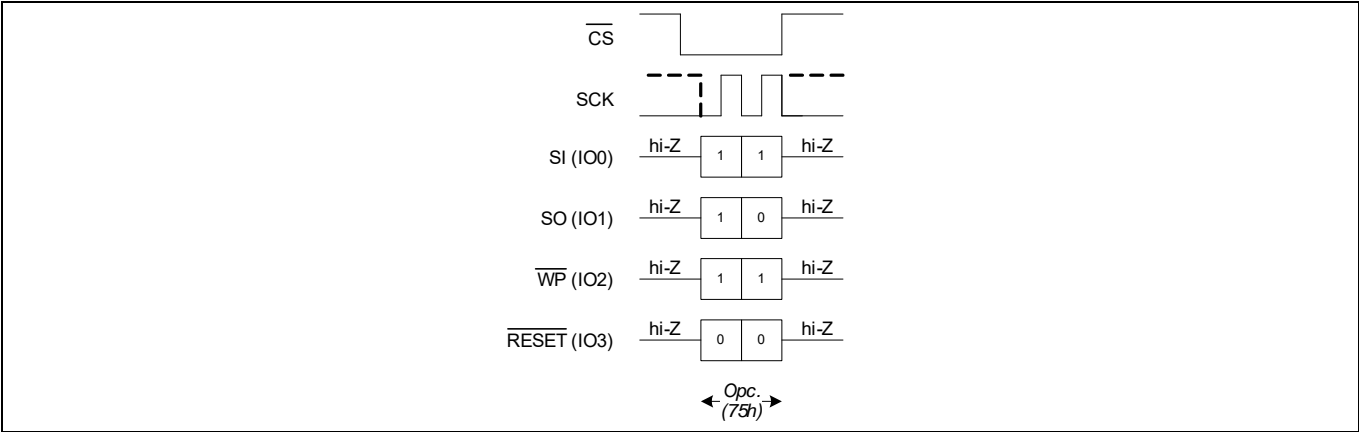 CS
SCK
hi-Z 1 1 hi-Z
SI (IO0)
hi-Z 1 0 hi-Z
SO (IO1)
hi-Z 1 1 hi-Z
WP (IO2)
hi-Z 0 0 hi-Z
RESET (IO3)
Opc.
(75h)